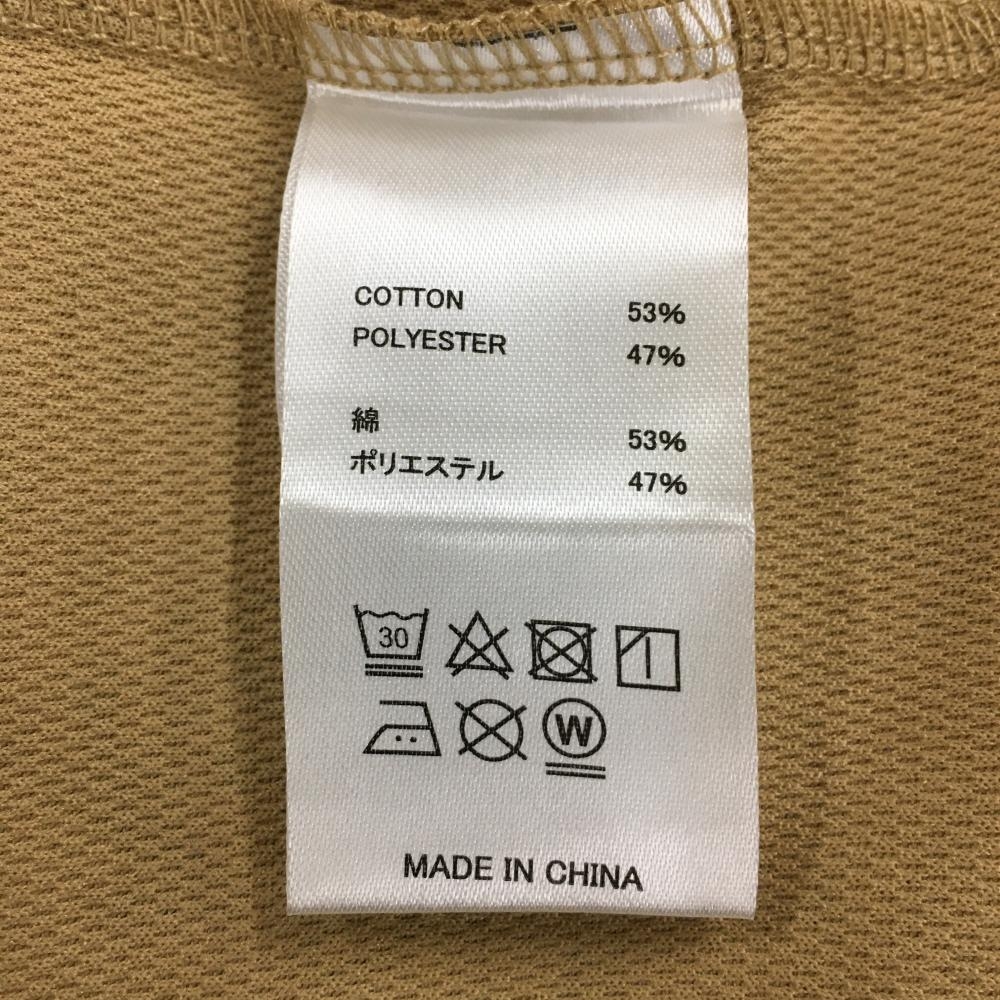 COTTON 53%
POLYESTER 47%
綿 53%
ポリエステル 47%
30
W
MADE IN CHINA